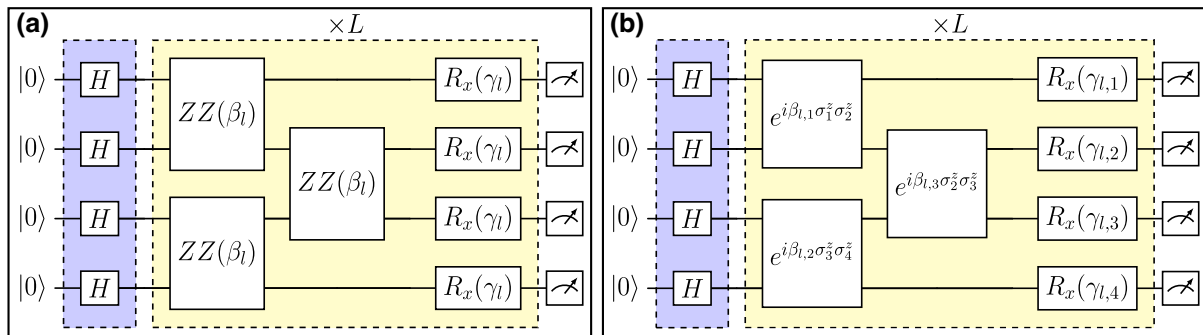 (a) ×L (b) ×L
|0⟩ H R_x(γ_l) |0⟩ H R_x(γ_{l,1})
ZZ(β_l) e^{iβ_{l,1}σ_1^zσ_2^z}
|0⟩ H R_x(γ_l) |0⟩ H R_x(γ_{l,2})
ZZ(β_l) e^{iβ_{l,3}σ_2^zσ_3^z}
|0⟩ H R_x(γ_l) |0⟩ H R_x(γ_{l,3})
ZZ(β_l) e^{iβ_{l,2}σ_3^zσ_4^z}
|0⟩ H R_x(γ_l) |0⟩ H R_x(γ_{l,4})